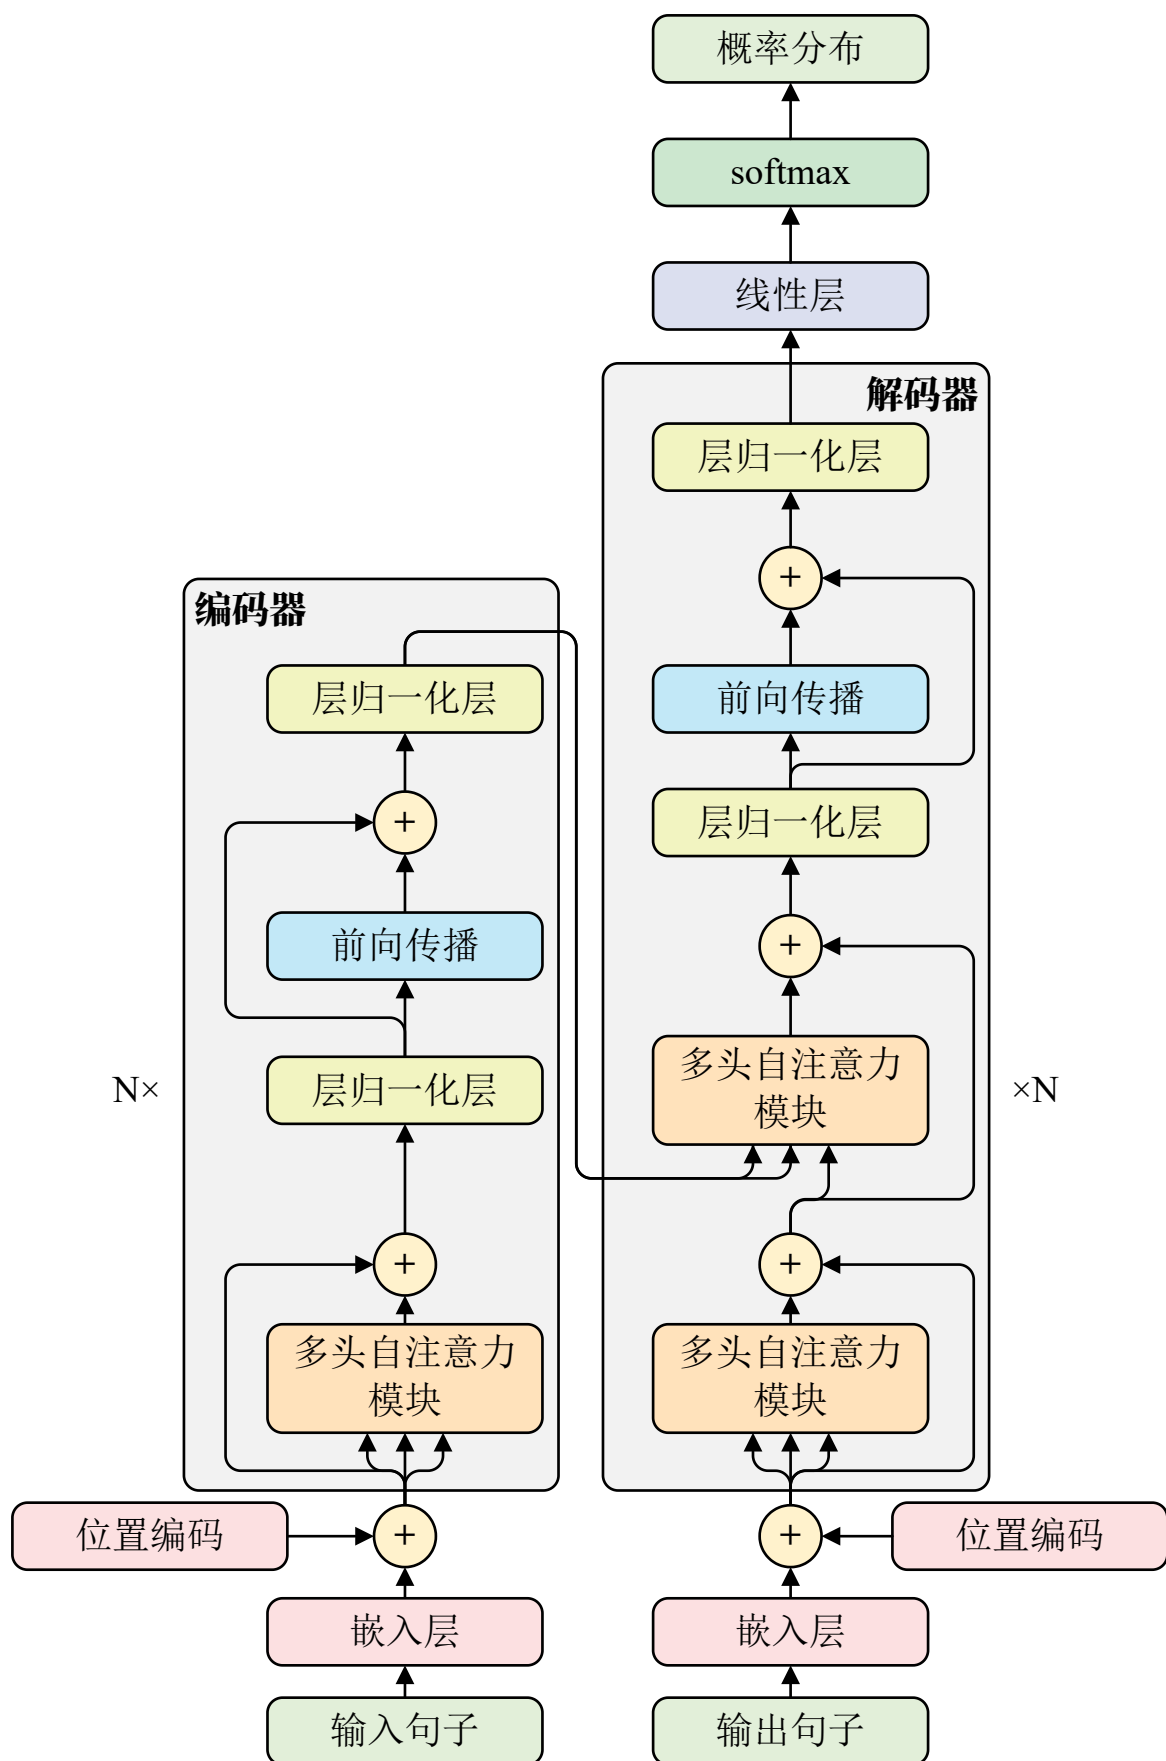 概率分布
softmax
线性层
解码器
层归一化层
+
编码器
层归一化层
前向传播
+
层归一化层
+
前向传播
层归一化层
N×
多头自注意力
模块
×N
+
+
多头自注意力
模块
多头自注意力
模块
位置编码
+
+
位置编码
嵌入层
嵌入层
输入句子
输出句子
+